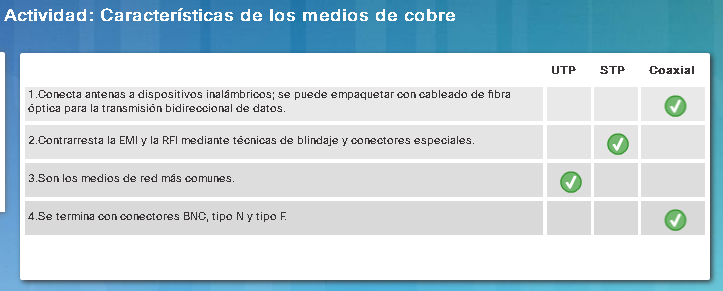 Actividad: Características de los medios de cobre
UTP STP Coaxial
1.Conecta antenas a dispositivos inalámbricos; se puede empaquetar con cableado de fibra
óptica para la transmisión bidireccional de datos.
2.Contrarresta la EMI y la RFI mediante técnicas de blindaje y conectores especiales.
3.Son los medios de red más comunes.
4.Se termina con conectores BNC, tipo N y tipo F.